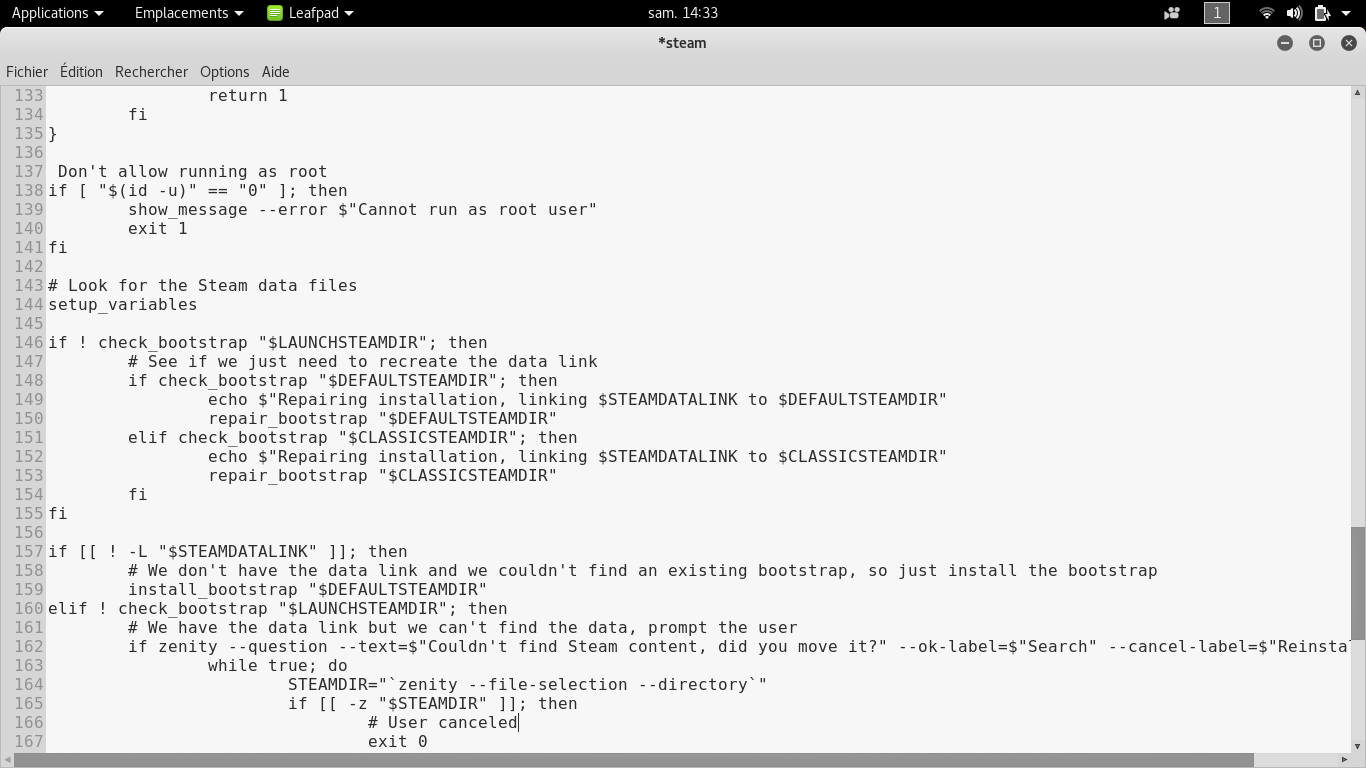 Applications Emplacements Leafpad sam. 14:33 1
*steam
Fichier Édition Rechercher Options Aide
133 return 1
134 fi
135 }
136
137 Don't allow running as root
138 if [ "$(id -u)" == "0" ]; then
139 show_message --error $"Cannot run as root user"
140 exit 1
141 fi
142
143 # Look for the Steam data files
144 setup_variables
145
146 if ! check_bootstrap "$LAUNCHSTEAMDIR"; then
147 # See if we just need to recreate the data link
148 if check_bootstrap "$DEFAULTSTEAMDIR"; then
149 echo $"Repairing installation, linking $STEAMDATALINK to $DEFAULTSTEAMDIR"
150 repair_bootstrap "$DEFAULTSTEAMDIR"
151 elif check_bootstrap "$CLASSICSTEAMDIR"; then
152 echo $"Repairing installation, linking $STEAMDATALINK to $CLASSICSTEAMDIR"
153 repair_bootstrap "$CLASSICSTEAMDIR"
154 fi
155 fi
156
157 if [[ ! -L "$STEAMDATALINK" ]]; then
158 # We don't have the data link and we couldn't find an existing bootstrap, so just install the bootstrap
159 install_bootstrap "$DEFAULTSTEAMDIR"
160 elif ! check_bootstrap "$LAUNCHSTEAMDIR"; then
161 # We have the data link but we can't find the data, prompt the user
162 if zenity --question --text=$"Couldn't find Steam content, did you move it?" --ok-label=$"Search" --cancel-label=$"Reinsta
163 while true; do
164 STEAMDIR="`zenity --file-selection --directory`"
165 if [[ -z "$STEAMDIR" ]]; then
166 # User canceled
167 exit 0